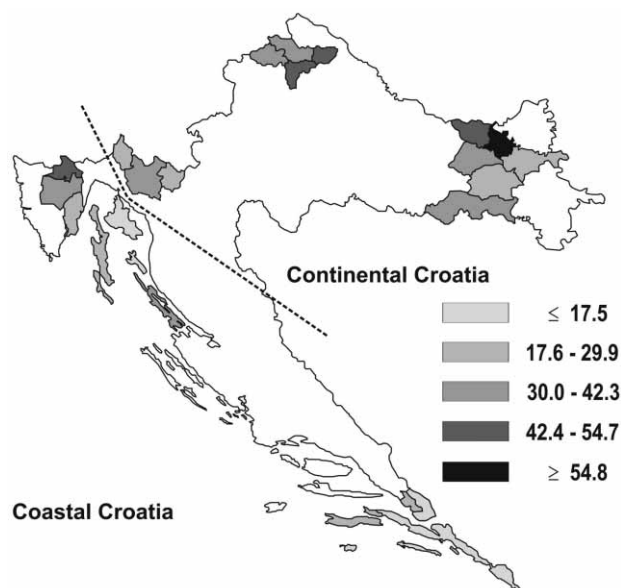 Continental Croatia
≤ 17.5
17.6 - 29.9
30.0 - 42.3
42.4 - 54.7
≥ 54.8
Coastal Croatia